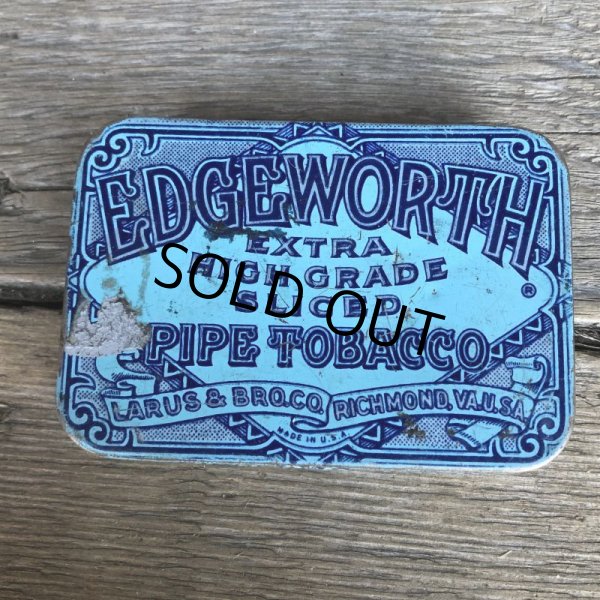 EDGEWORTH
EXTRA
HIGH GRADE
SLICED
PIPE TOBACCO
®
LARUS & BRO.CO. RICHMOND, VA.U.S.A.
MADE IN U.S.A.
SOLD OUT